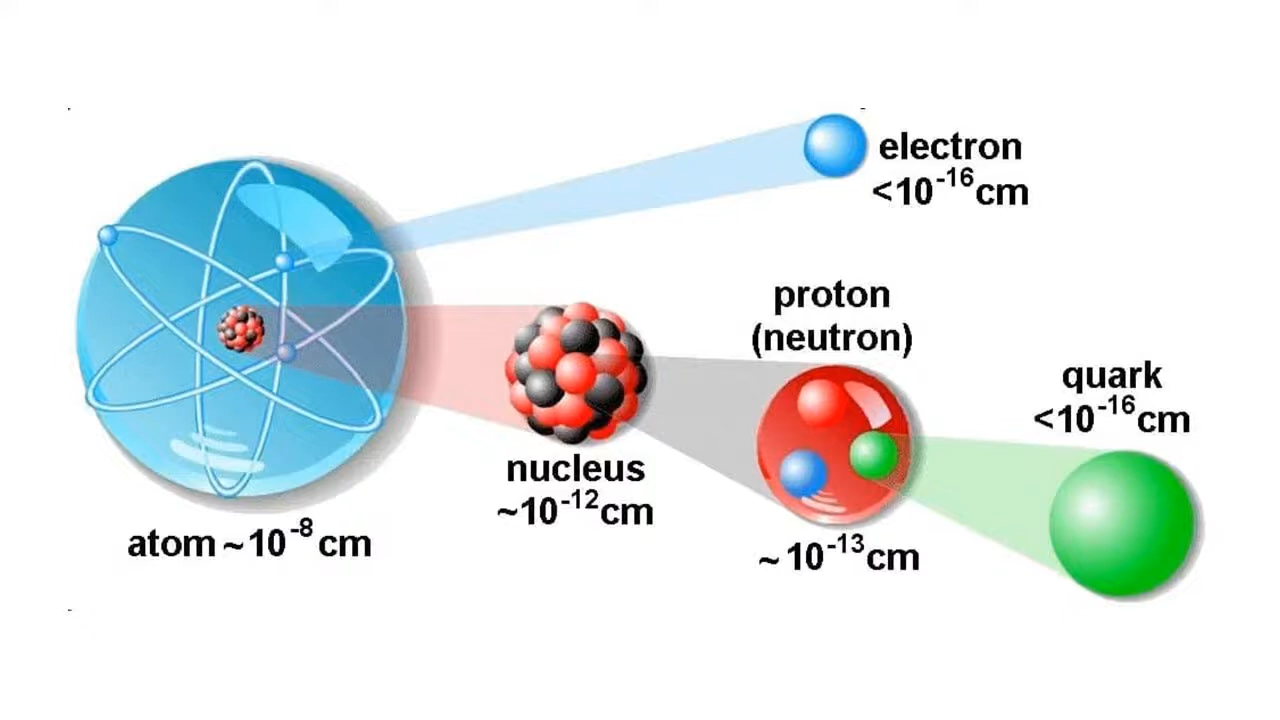 electron
<10⁻¹⁶cm
proton
(neutron)
quark
<10⁻¹⁶cm
nucleus
~10⁻¹²cm
atom ~10⁻⁸ cm
~10⁻¹³cm